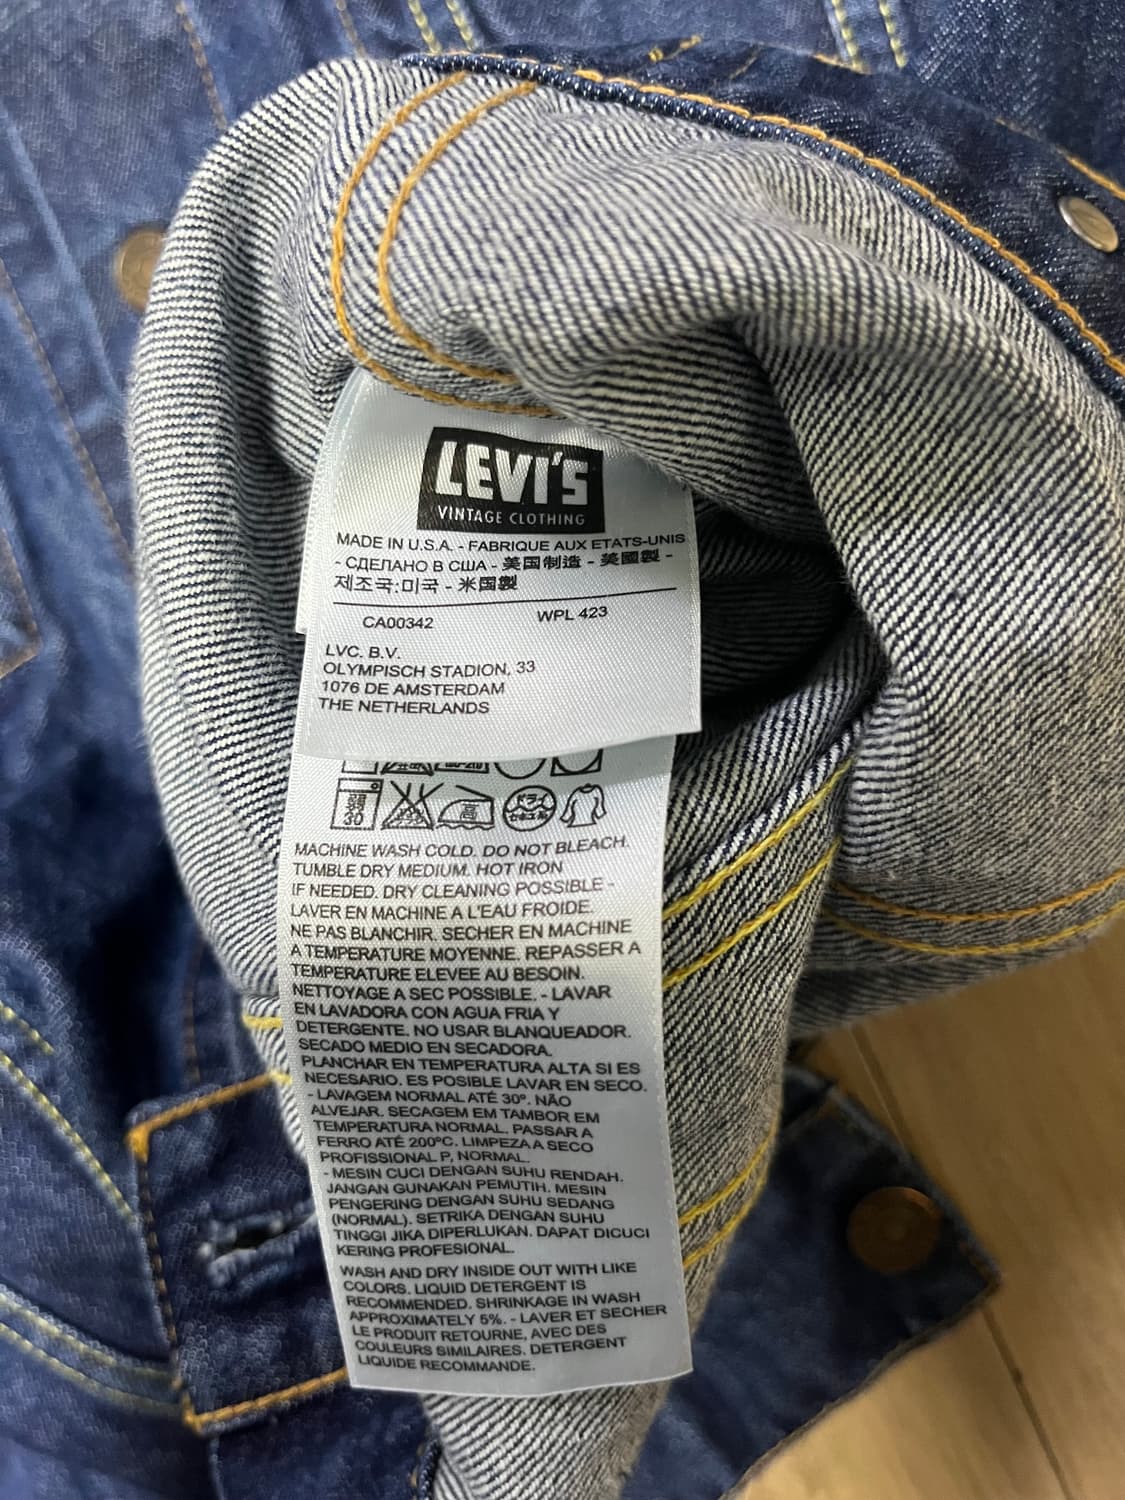 LEVI'S
VINTAGE CLOTHING
MADE IN U.S.A. - FABRIQUE AUX ETATS-UNIS
- СДЕЛАНО В США - 美国制造 - 美國製 -
제조국:미국 - 米国製
CA00342 WPL 423
LVC. B.V.
OLYMPISCH STADION, 33
1076 DE AMSTERDAM
THE NETHERLANDS
30 高 ドライ
MACHINE WASH COLD. DO NOT BLEACH.
TUMBLE DRY MEDIUM. HOT IRON
IF NEEDED. DRY CLEANING POSSIBLE -
LAVER EN MACHINE A L'EAU FROIDE.
NE PAS BLANCHIR. SECHER EN MACHINE
A TEMPERATURE MOYENNE. REPASSER A
TEMPERATURE ELEVEE AU BESOIN.
NETTOYAGE A SEC POSSIBLE. - LAVAR
EN LAVADORA CON AGUA FRIA Y
DETERGENTE. NO USAR BLANQUEADOR.
SECADO MEDIO EN SECADORA.
PLANCHAR EN TEMPERATURA ALTA SI ES
NECESARIO. ES POSIBLE LAVAR EN SECO.
- LAVAGEM NORMAL ATÉ 30º. NÃO
ALVEJAR. SECAGEM EM TAMBOR EM
TEMPERATURA NORMAL. PASSAR A
FERRO ATÉ 200ºC. LIMPEZA A SECO
PROFISSIONAL P, NORMAL.
- MESIN CUCI DENGAN SUHU RENDAH.
JANGAN GUNAKAN PEMUTIH. MESIN
PENGERING DENGAN SUHU SEDANG
(NORMAL). SETRIKA DENGAN SUHU
TINGGI JIKA DIPERLUKAN. DAPAT DICUCI
KERING PROFESIONAL.
WASH AND DRY INSIDE OUT WITH LIKE
COLORS. LIQUID DETERGENT IS
RECOMMENDED. SHRINKAGE IN WASH
APPROXIMATELY 5%. - LAVER ET SECHER
LE PRODUIT RETOURNE, AVEC DES
COULEURS SIMILAIRES. DETERGENT
LIQUIDE RECOMMANDE.